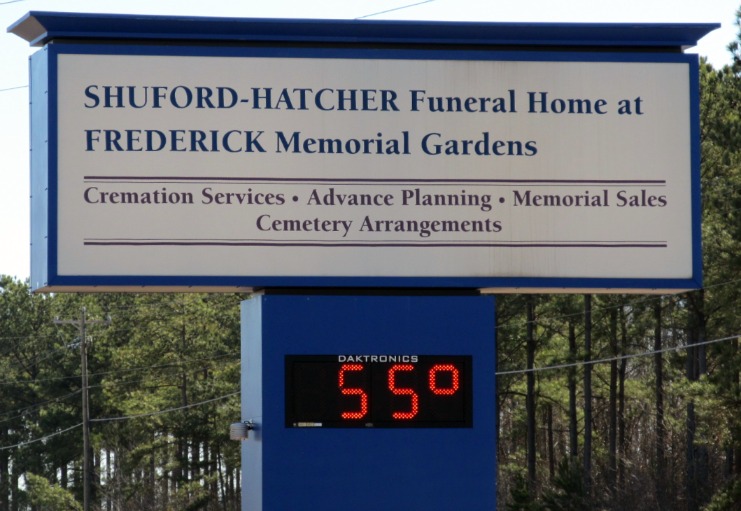 SHUFORD-HATCHER Funeral Home at
FREDERICK Memorial Gardens
Cremation Services • Advance Planning • Memorial Sales
Cemetery Arrangements
DAKTRONICS
55°